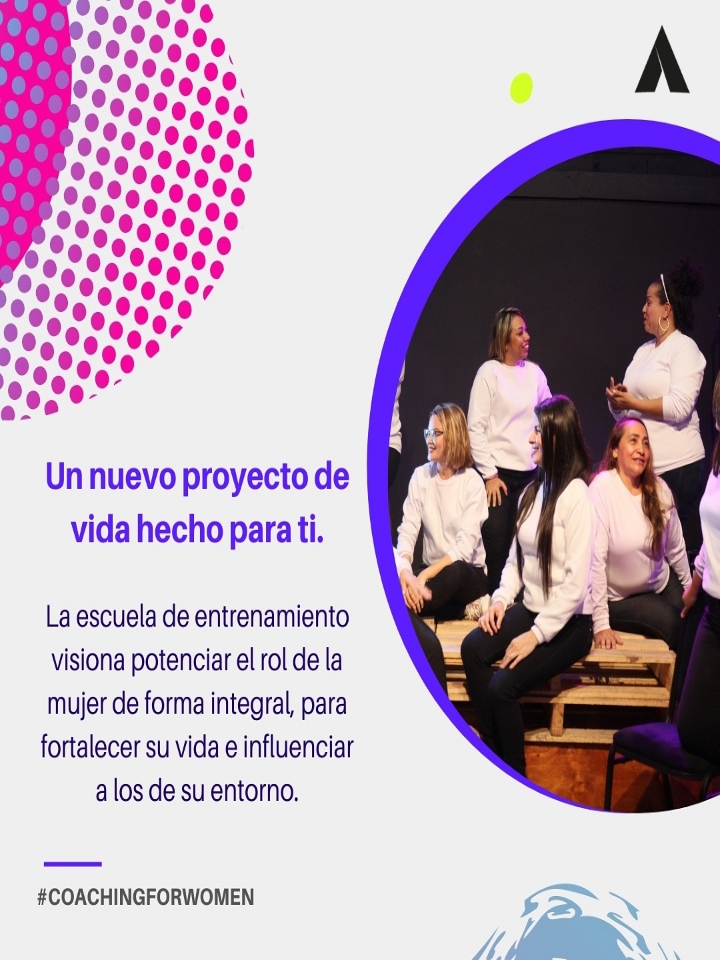 Un nuevo proyecto de
vida hecho para ti.
La escuela de entrenamiento
visiona potenciar el rol de la
mujer de forma integral, para
fortalecer su vida e influenciar
a los de su entorno.
#COACHINGFORWOMEN